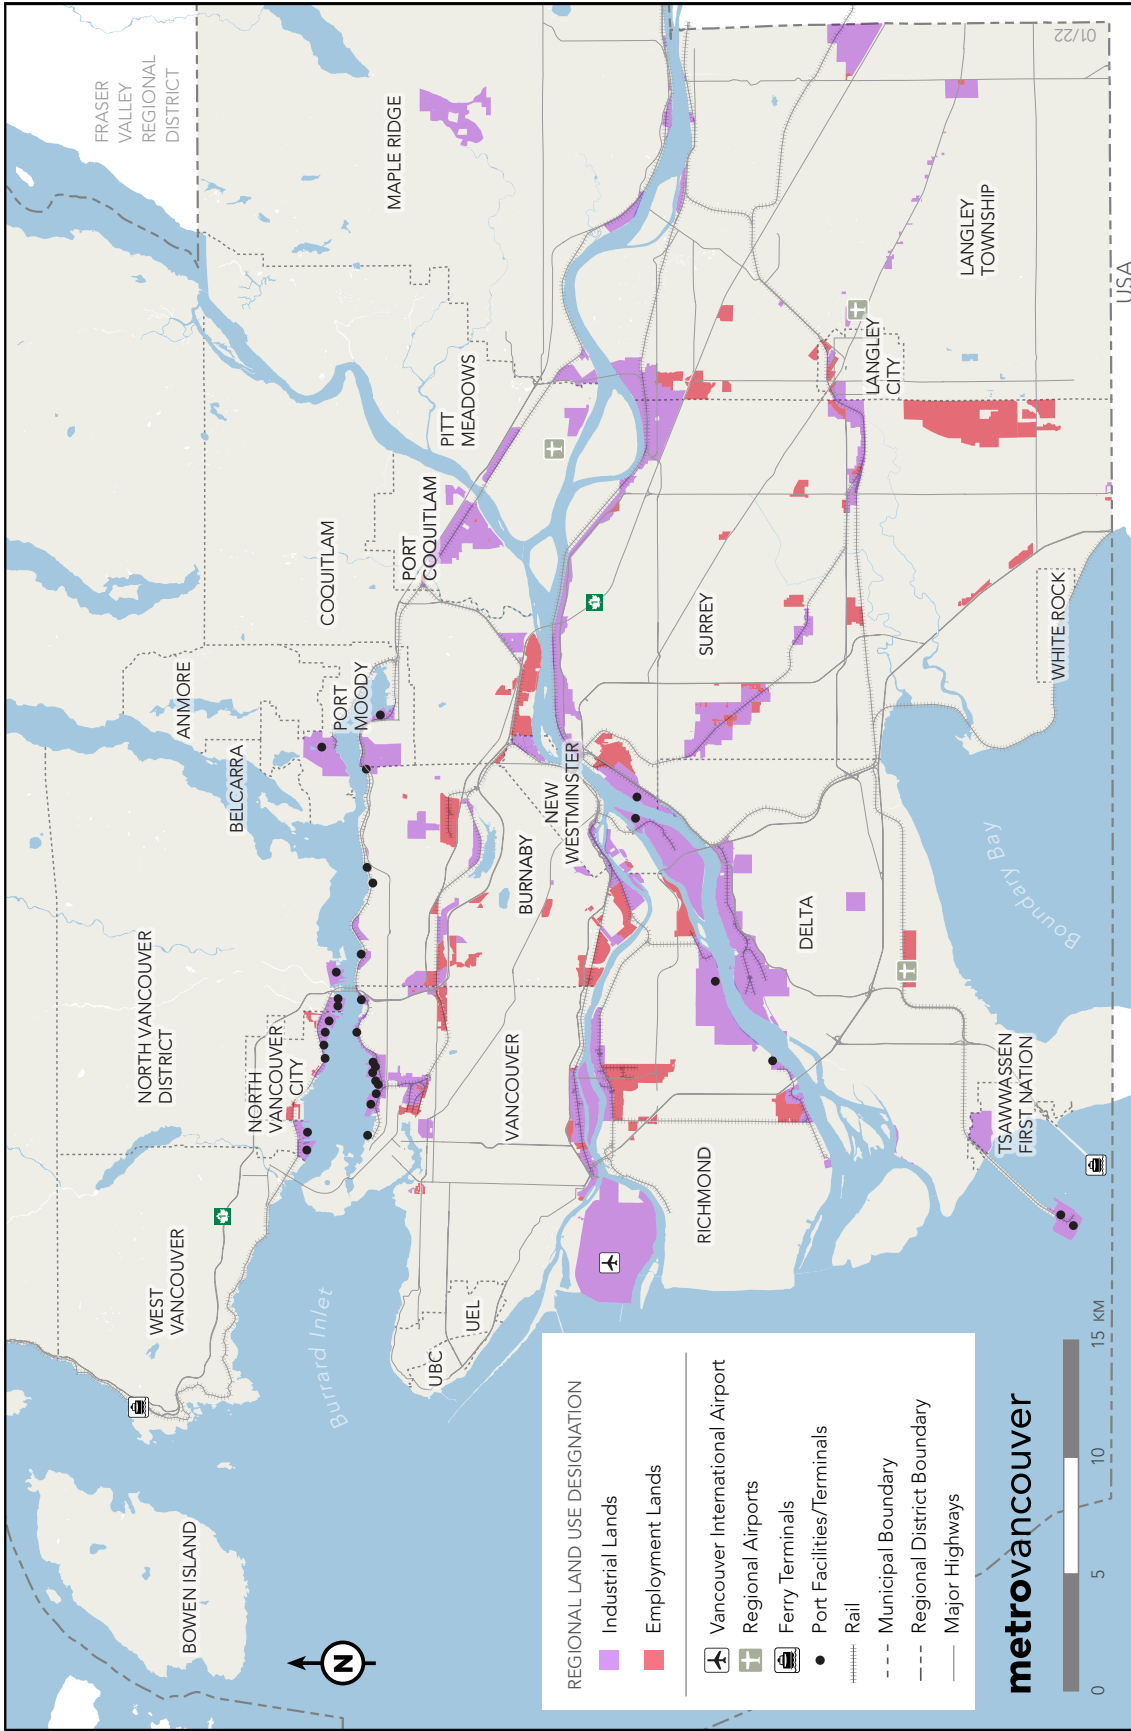 FRASER
VALLEY
REGIONAL
DISTRICT
MAPLE RIDGE
PITT
MEADOWS
COQUITLAM
PORT
COQUITLAM
ANMORE
BELCARRA
PORT
MOODY
NORTH VANCOUVER
DISTRICT
NORTH
VANCOUVER
CITY
WEST
VANCOUVER
BOWEN ISLAND
Burrard Inlet
UBC
UEL
VANCOUVER
BURNABY
NEW
WESTMINSTER
SURREY
LANGLEY
CITY
LANGLEY
TOWNSHIP
WHITE ROCK
DELTA
RICHMOND
Boundary Bay
TSAWWASSEN
FIRST NATION
USA
01/22
1
1
N
REGIONAL LAND USE DESIGNATION
Industrial Lands
Employment Lands
Vancouver International Airport
Regional Airports
Ferry Terminals
Port Facilities/Terminals
Rail
Municipal Boundary
Regional District Boundary
Major Highways
metrovancouver
0 5 10 15 KM